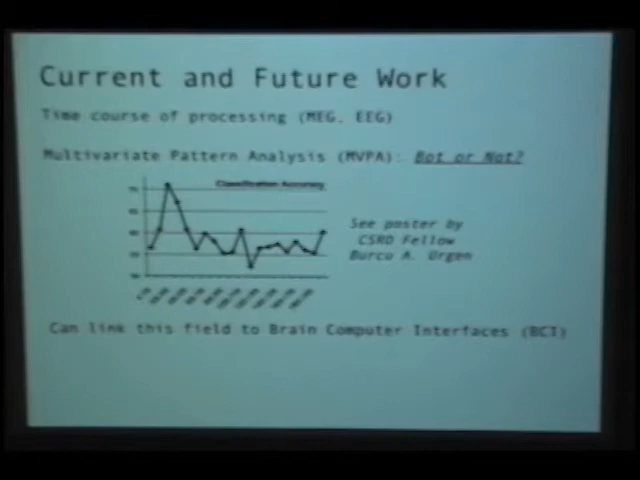 Current and Future Work
Time course of processing (MEG, EEG)
Multivariate Pattern Analysis (MVPA): Bot or Not?
Classification Accuracy
See poster by
CSRO Fellow
Burcu A. Urgen
Can link this field to Brain Computer Interfaces (BCI)